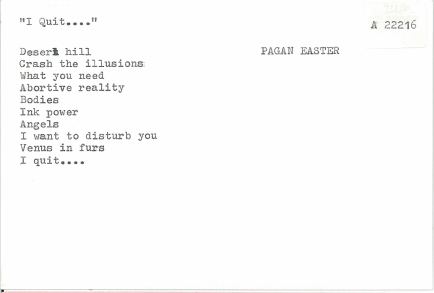 "I Quit...."
A 22216
Desert hill
PAGAN EASTER
Crash the illusions
What you need
Abortive reality
Bodies
Ink power
Angels
I want to disturb you
Venus in furs
I quit....